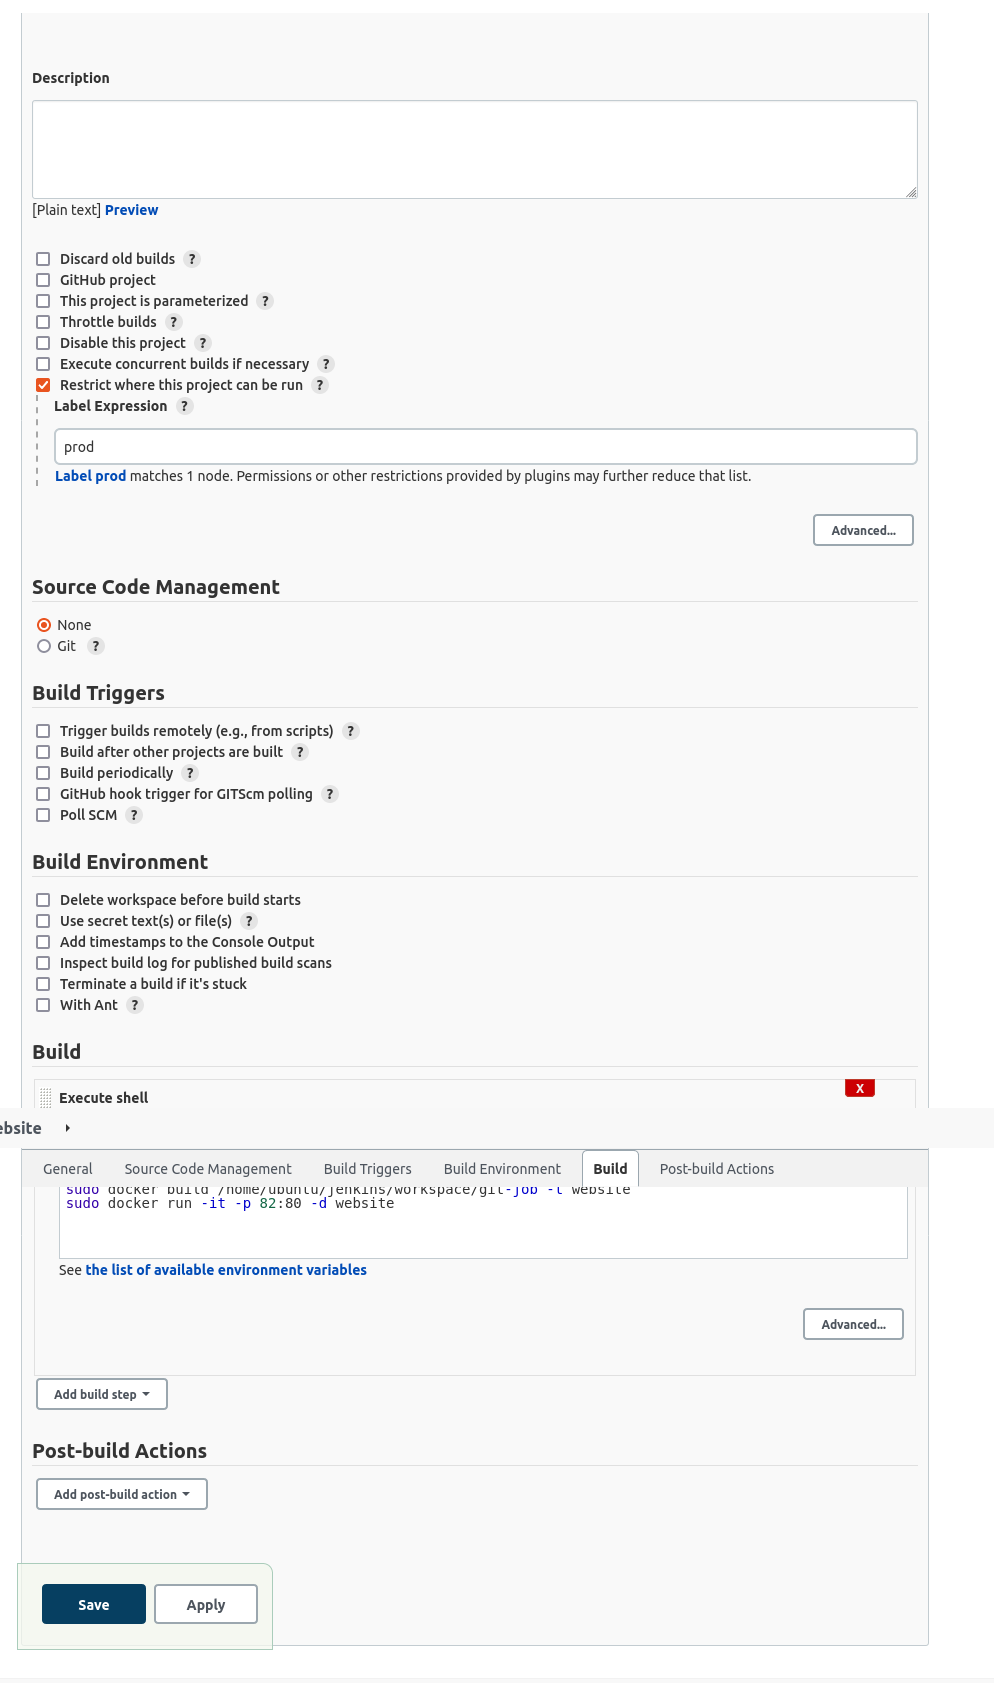 Description
[Plain text] Preview
Discard old builds ?
GitHub project
This project is parameterized ?
Throttle builds ?
Disable this project ?
Execute concurrent builds if necessary ?
Restrict where this project can be run ?
Label Expression ?
prod
Label prod matches 1 node. Permissions or other restrictions provided by plugins may further reduce that list.
Advanced...
Source Code Management
None
Git ?
Build Triggers
Trigger builds remotely (e.g., from scripts) ?
Build after other projects are built ?
Build periodically ?
GitHub hook trigger for GITScm polling ?
Poll SCM ?
Build Environment
Delete workspace before build starts
Use secret text(s) or file(s) ?
Add timestamps to the Console Output
Inspect build log for published build scans
Terminate a build if it's stuck
With Ant ?
Build
Execute shell X
ebsite
General Source Code Management Build Triggers Build Environment Build Post-build Actions
sudo docker build /home/ubuntu/jenkins/workspace/git-job -t website
sudo docker run -it -p 82:80 -d website
See the list of available environment variables
Advanced...
Add build step
Post-build Actions
Add post-build action
Save Apply